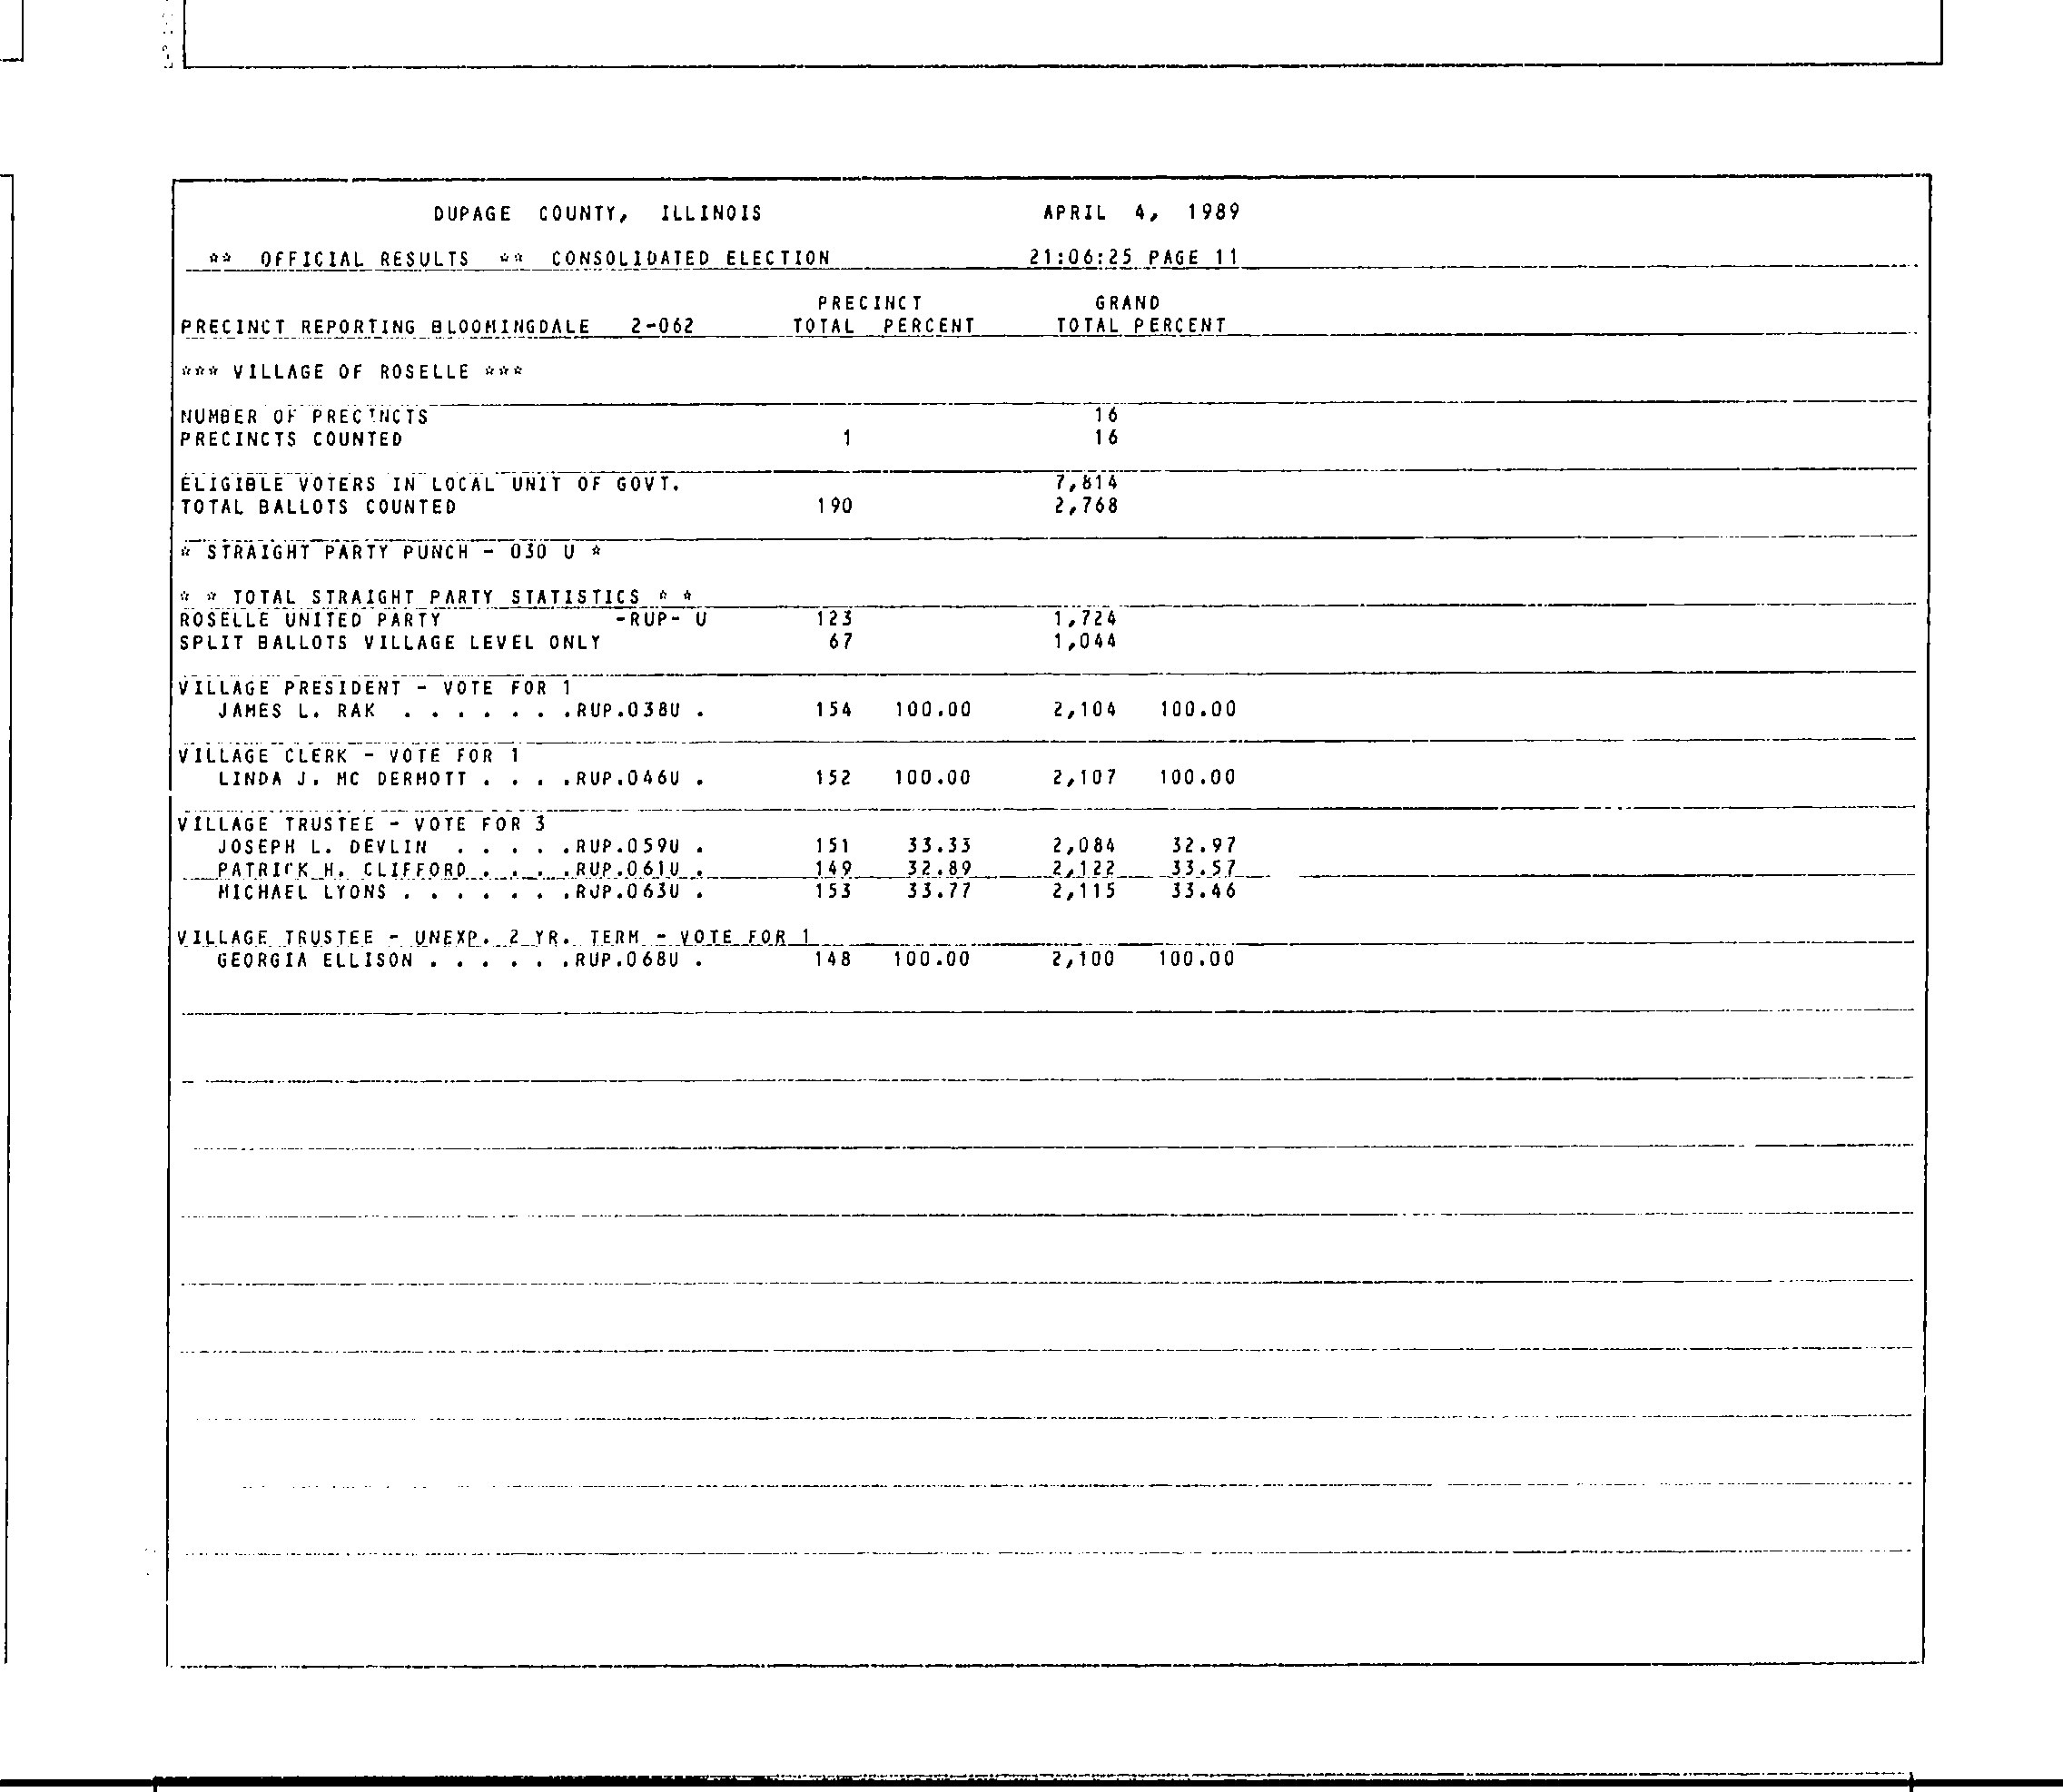 DUPAGE COUNTY, ILLINOIS APRIL 4, 1989
** OFFICIAL RESULTS ** CONSOLIDATED ELECTION 21:06:25 PAGE 11
PRECINCT GRAND
PRECINCT REPORTING BLOOMINGDALE 2-062 TOTAL PERCENT TOTAL PERCENT
*** VILLAGE OF ROSELLE ***
NUMBER OF PRECINCTS 16
PRECINCTS COUNTED 1 16
ELIGIBLE VOTERS IN LOCAL UNIT OF GOVT. 7,814
TOTAL BALLOTS COUNTED 190 2,768
* STRAIGHT PARTY PUNCH - 030 U *
* * TOTAL STRAIGHT PARTY STATISTICS * *
ROSELLE UNITED PARTY -RUP- U 123 1,724
SPLIT BALLOTS VILLAGE LEVEL ONLY 67 1,044
VILLAGE PRESIDENT - VOTE FOR 1
JAMES L. RAK . . . . . . .RUP.038U . 154 100.00 2,104 100.00
VILLAGE CLERK - VOTE FOR 1
LINDA J. MC DERMOTT . . . .RUP.046U . 152 100.00 2,107 100.00
VILLAGE TRUSTEE - VOTE FOR 3
JOSEPH L. DEVLIN . . . . .RUP.059U . 151 33.33 2,084 32.97
PATRICK H. CLIFFORD . . . .RUP.061U . 149 32.89 2,122 33.57
MICHAEL LYONS . . . . . . .RUP.063U . 153 33.77 2,115 33.46
VILLAGE TRUSTEE - UNEXP. 2 YR. TERM - VOTE FOR 1
GEORGIA ELLISON . . . . . .RUP.068U . 148 100.00 2,100 100.00